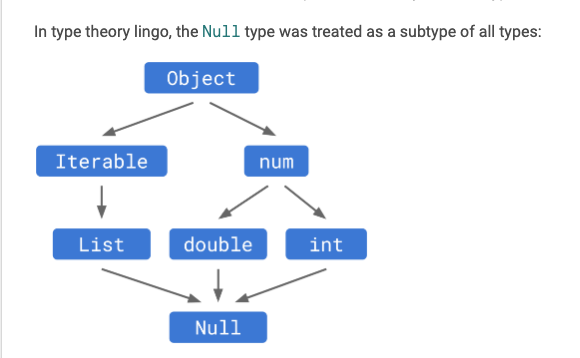 In type theory lingo, the Null type was treated as a subtype of all types:
Object
Iterable
num
List
double
int
Null